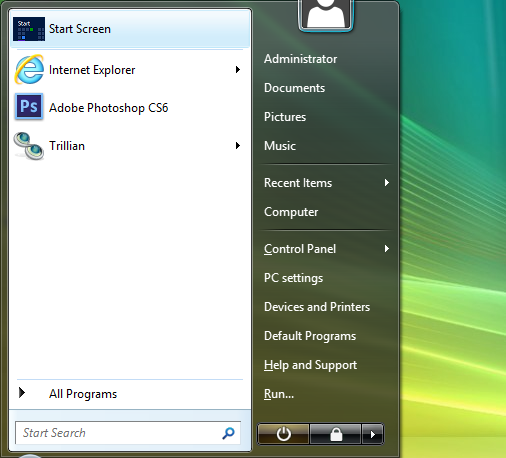 Start
Start Screen
Internet Explorer
Ps
Adobe Photoshop CS6
Trillian
All Programs
Start Search
Administrator
Documents
Pictures
Music
Recent Items
Computer
Control Panel
PC settings
Devices and Printers
Default Programs
Help and Support
Run...